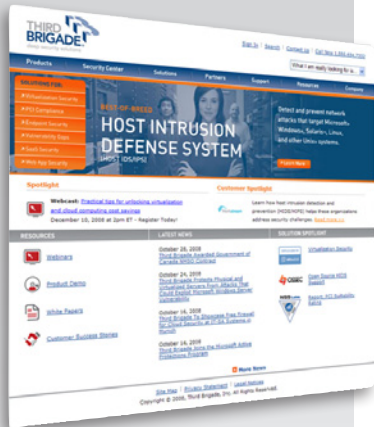 THIRD
BRIGADE
deep security solutions
Sign In | Search | Contact Us | Call Now 1.866.684.7332
What I am really looking for is...
Products Security Center Solutions Partners Support Resources Company
SOLUTIONS FOR:
Virtualization Security
PCI Compliance
Endpoint Security
Vulnerability Gaps
SaaS Security
Web App Security
BEST-OF-BREED
HOST INTRUSION
DEFENSE SYSTEM
(HOST IDS/IPS)
Detect and prevent network
attacks that target Microsoft
Windows, Solaris, Linux,
and other Unix systems.
Learn More
Spotlight
Webcast: Practical tips for unlocking virtualization
and cloud computing cost savings
December 10, 2008 at 2pm ET - Register Today!
Customer Spotlight
Learn how host intrusion detection and
prevention (HIDS/HIPS) helps these organizations
address security challenges.
RESOURCES
Webinars
Product Demo
White Papers
Customer Success Stories
LATEST NEWS
October 28, 2008
Third Brigade Awarded Government of
Canada NMSO Contract
October 24, 2008
Third Brigade Protects Physical and
Virtualized Servers from Attacks That
Could Exploit Microsoft Windows Server
Vulnerability
October 16, 2008
Third Brigade To Showcase Free Firewall
for Cloud Security at IT-SA Systems in
Munich
October 14, 2008
Third Brigade Joins the Microsoft Active
Protections Program
More News
SOLUTION SPOTLIGHT
Virtualization Security
OSSEC
Open Source HIDS
Support
Site Map | Privacy Statement | Legal Notices
Copyright © 2008, Third Brigade, Inc. All Rights Reserved.